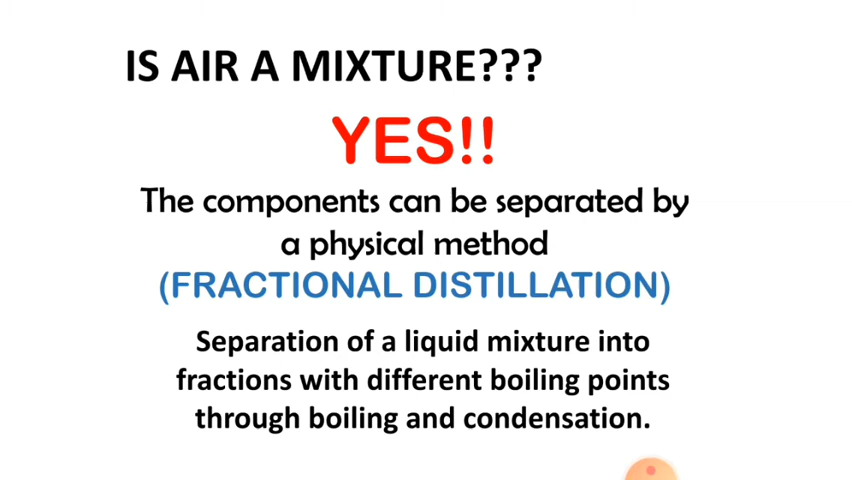 IS AIR A MIXTURE???
YES!!
The components can be separated by
a physical method
(FRACTIONAL DISTILLATION)
Separation of a liquid mixture into
fractions with different boiling points
through boiling and condensation.